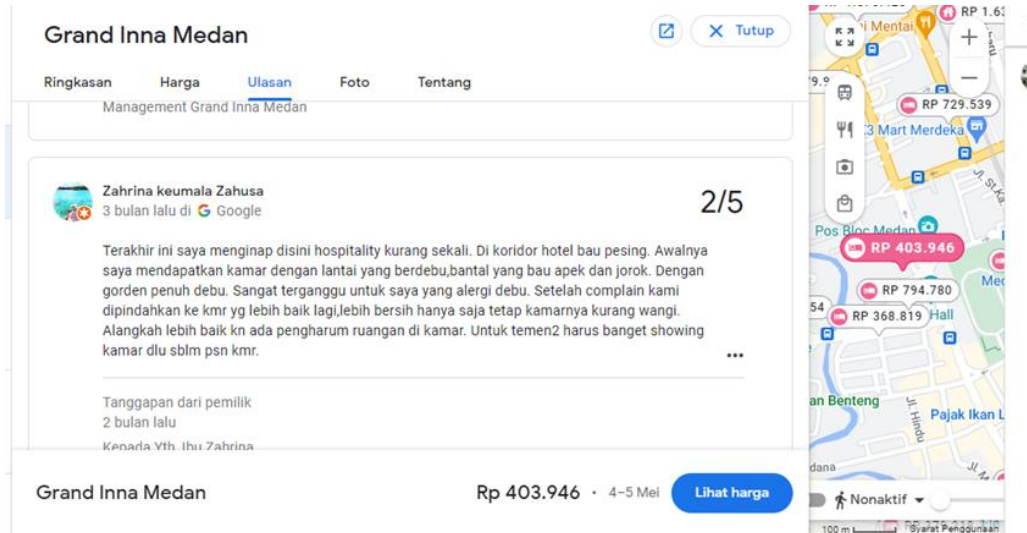 Grand Inna Medan
Tutup
Ringkasan Harga Ulasan Foto Tentang
Management Grand Inna Medan
Zahrina keumala Zahusa
3 bulan lalu di Google
2/5
Terakhir ini saya menginap disini hospitality kurang sekali. Di koridor hotel bau pesing. Awalnya
saya mendapatkan kamar dengan lantai yang berdebu,bantal yang bau apek dan jorok. Dengan
gorden penuh debu. Sangat terganggu untuk saya yang alergi debu. Setelah complain kami
dipindahkan ke kmr yg lebih baik lagi,lebih bersih hanya saja tetap kamarnya kurang wangi.
Alangkah lebih baik kn ada pengharum ruangan di kamar. Untuk temen2 harus banget showing
kamar dlu sblm psn kmr.
Tanggapan dari pemilik
2 bulan lalu
Kepada Yth. Ibu Zahrina
Grand Inna Medan
Rp 403.946 · 4–5 Mei
Lihat harga
Mentai
RP 1.63
RP 729.539
Mart Merdeka
Pos Bloc Medan
RP 403.946
RP 794.780
54
RP 368.819
Hall
an Benteng
Jl. Hindu
Pajak Ikan L
dana
Nonaktif
100 m
Syarat Penggunaan